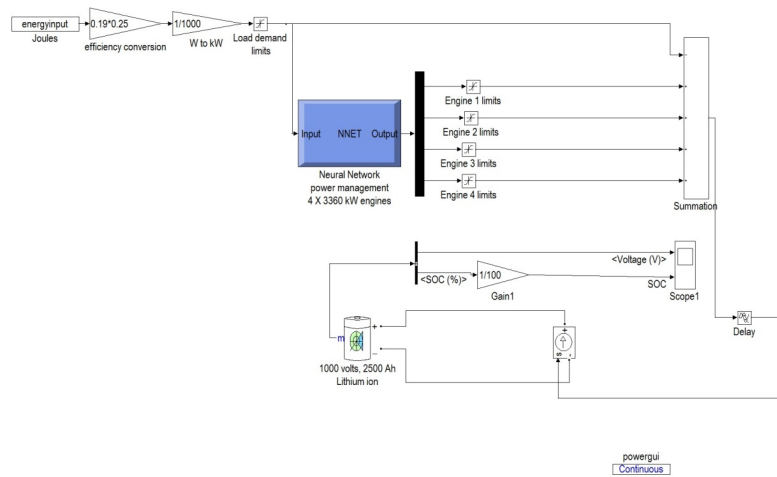 energyinput
Joules
0.19*0.25
efficiency conversion
1/1000
W to kW
Load demand
limits
Input NNET Output
Neural Network
power management
4 X 3360 kW engines
Engine 1 limits
Engine 2 limits
Engine 3 limits
Engine 4 limits
Summation
<Voltage (V)>
<SOC (%)>
1/100
Gain1
SOC
Scope1
Delay
m
+
–
1000 volts, 2500 Ah
Lithium ion
+
s
-
powergui
Continuous